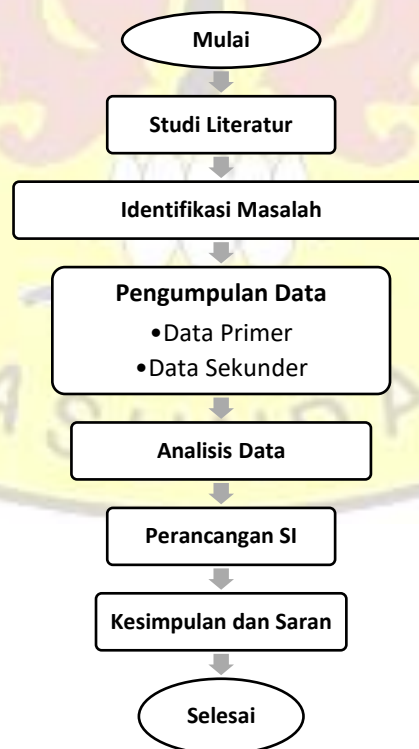 Mulai
Studi Literatur
Identifikasi Masalah
Pengumpulan Data
•Data Primer
•Data Sekunder
Analisis Data
Perancangan SI
Kesimpulan dan Saran
Selesai